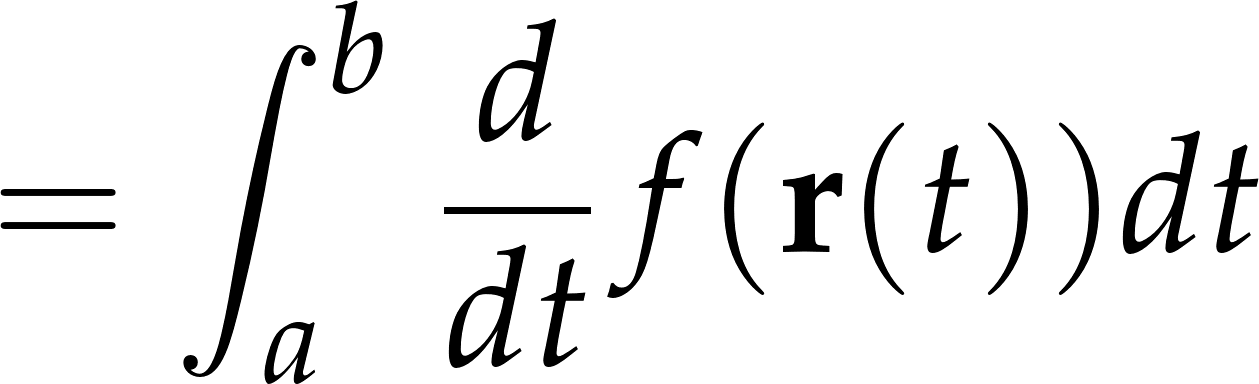 = ∫_a^b d/dt f(𝐫(t))dt